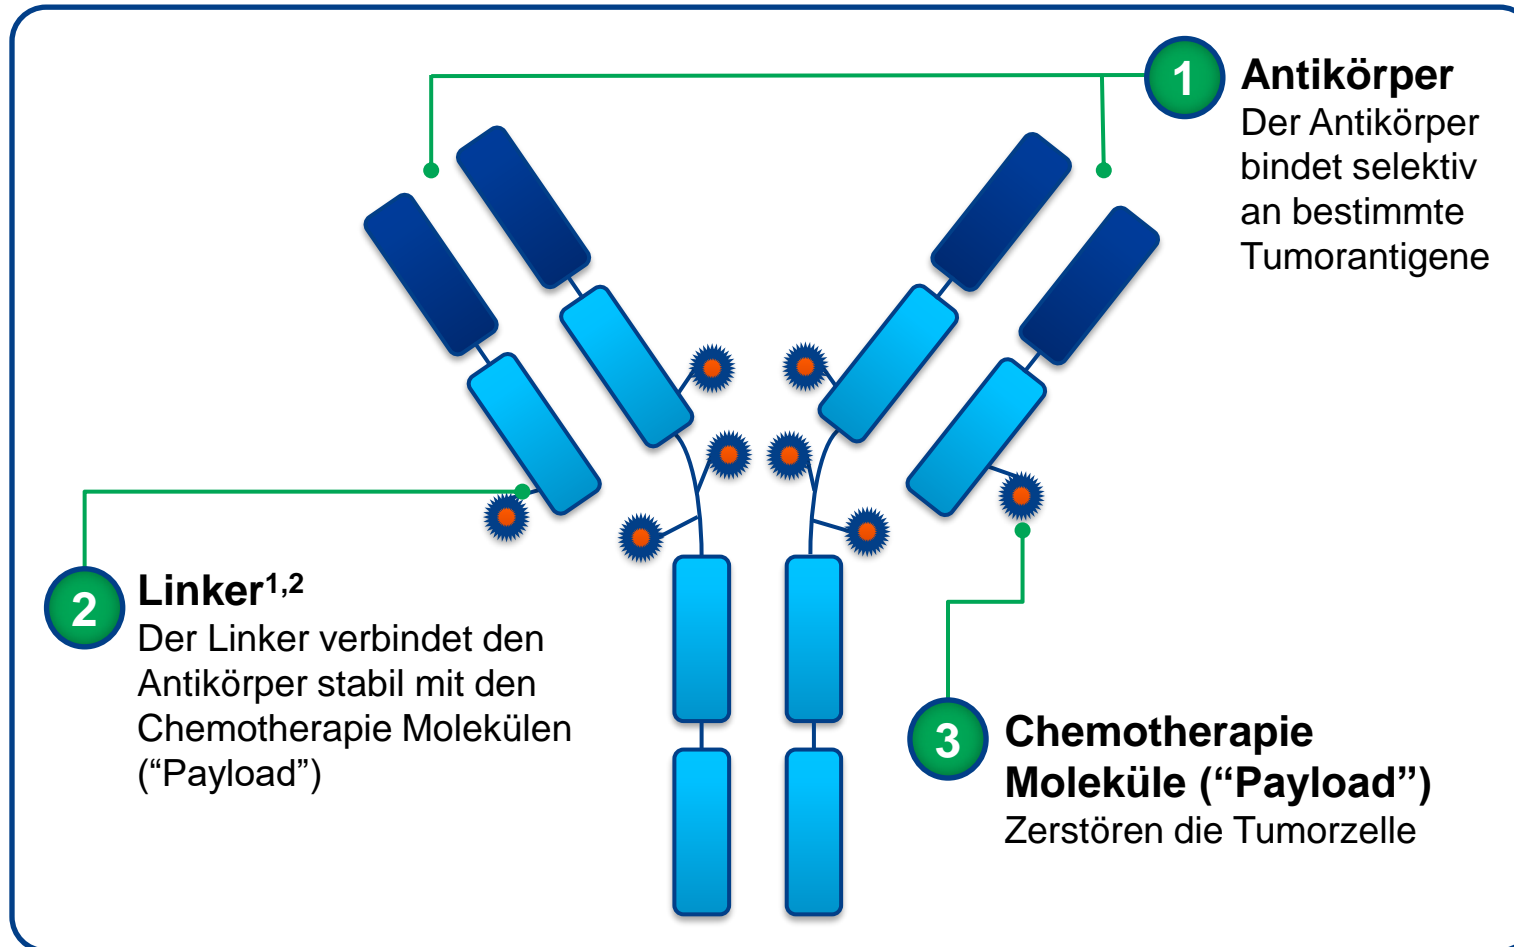 1
Antikörper
Der Antikörper
bindet selektiv
an bestimmte
Tumorantigene
2
Linker1,2
Der Linker verbindet den
Antikörper stabil mit den
Chemotherapie Molekülen
(“Payload”)
3
Chemotherapie
Moleküle (“Payload”)
Zerstören die Tumorzelle